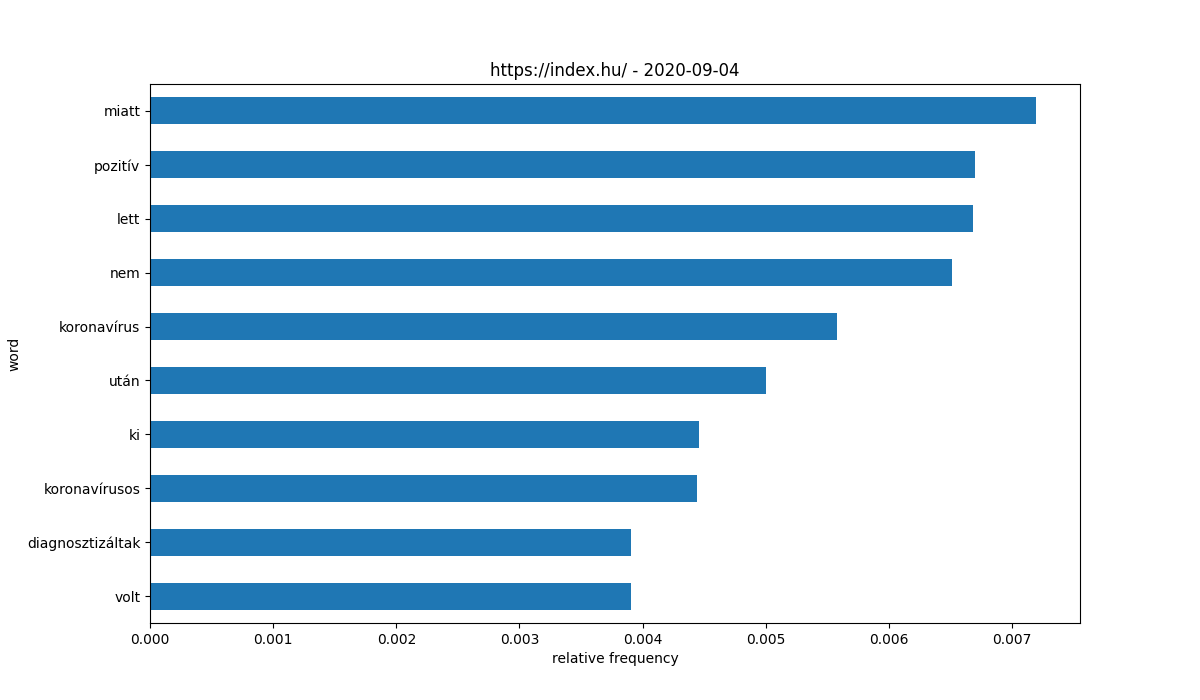 https://index.hu/ - 2020-09-04
miatt
pozitív
lett
nem
koronavírus
után
ki
koronavírusos
diagnosztizáltak
volt
word
0.000 0.001 0.002 0.003 0.004 0.005 0.006 0.007
relative frequency